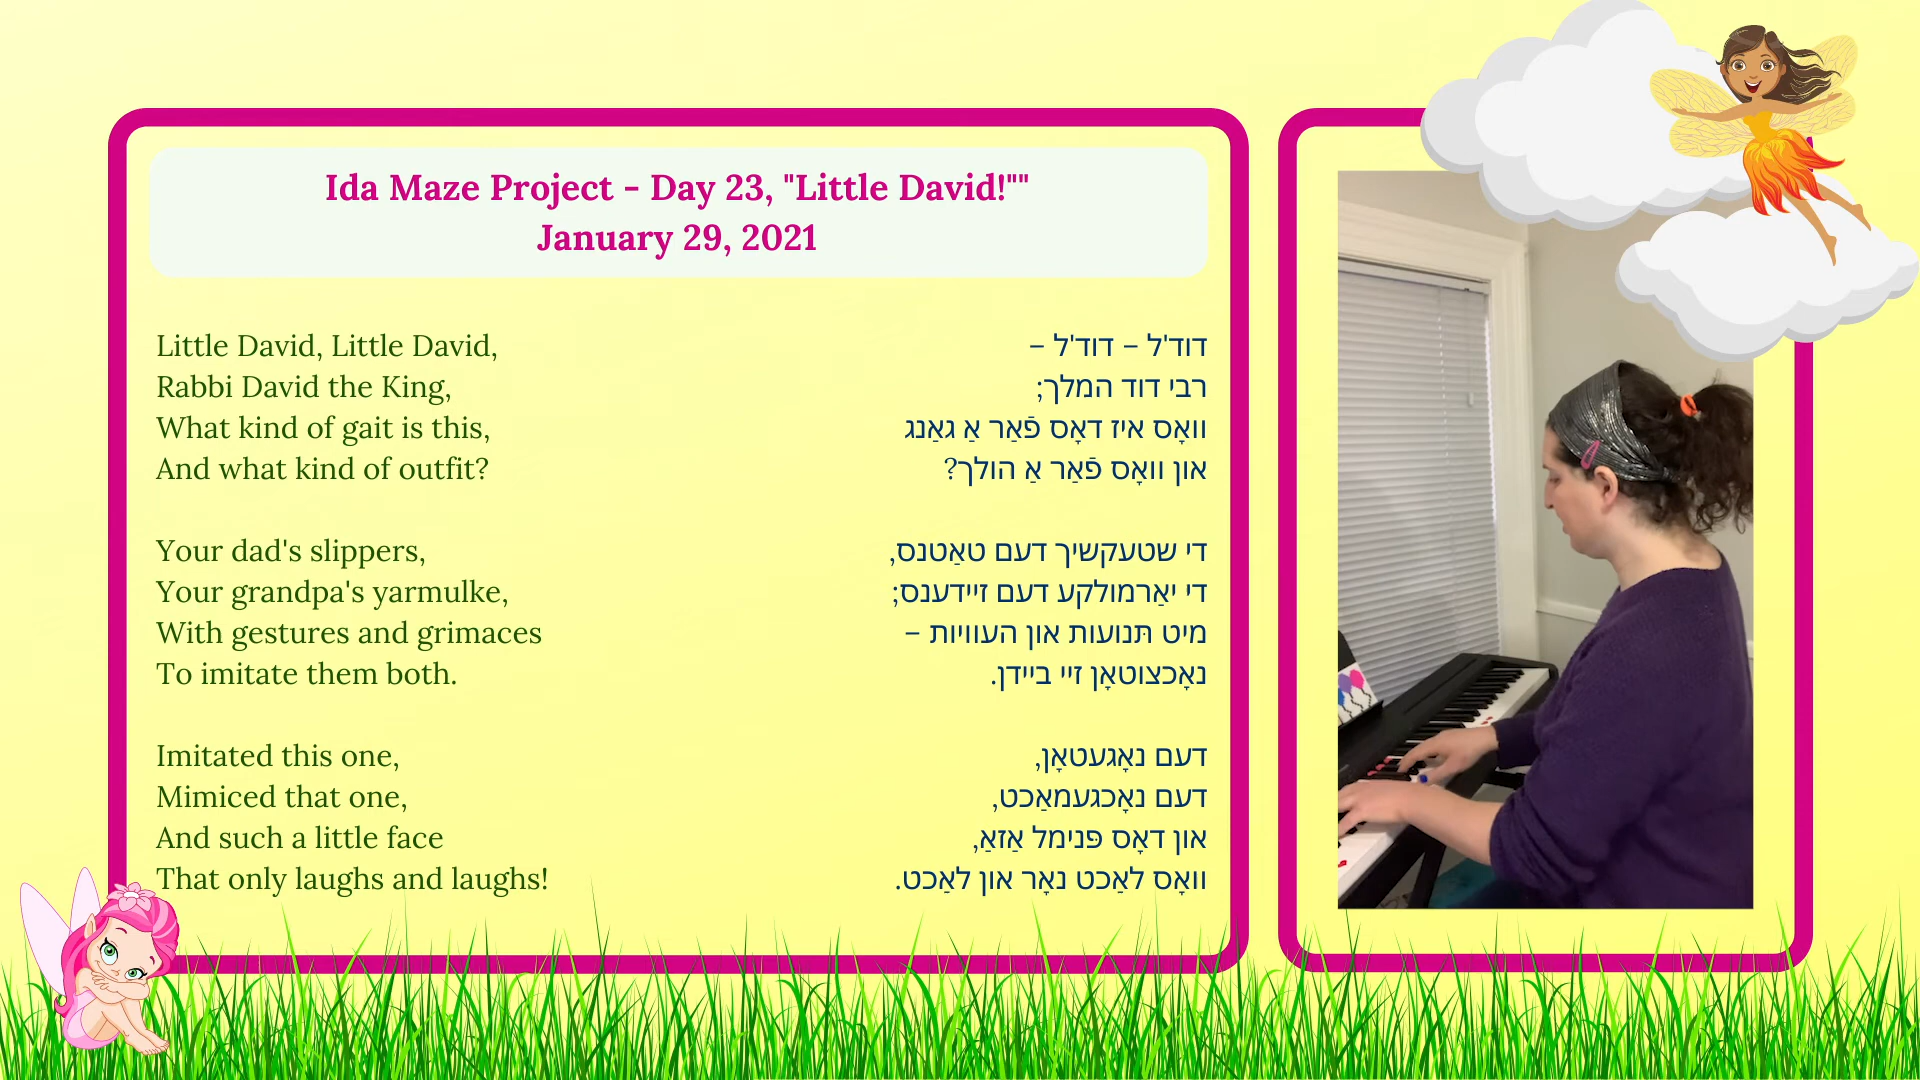 Ida Maze Project - Day 23, "Little David!""
January 29, 2021
Little David, Little David,
Rabbi David the King,
What kind of gait is this,
And what kind of outfit?
Your dad's slippers,
Your grandpa's yarmulke,
With gestures and grimaces
To imitate them both.
Imitated this one,
Mimiced that one,
And such a little face
That only laughs and laughs!
דוד'ל – דוד'ל –
רבי דוד המלך;
וואָס איז דאָס פֿאַר אַ גאַנג
און וואָס פֿאַר אַ הולך?
די שטעקשיך דעם טאַטנס,
די יאַרמולקע דעם זיידענס;
מיט תּנועות און העוויות –
נאָכצוטאָן זיי ביידן.
דעם נאָגעטאָן,
דעם נאָכגעמאַכט,
און דאָס פּנימל אַזאַ,
וואָס לאַכט נאָר און לאַכט.